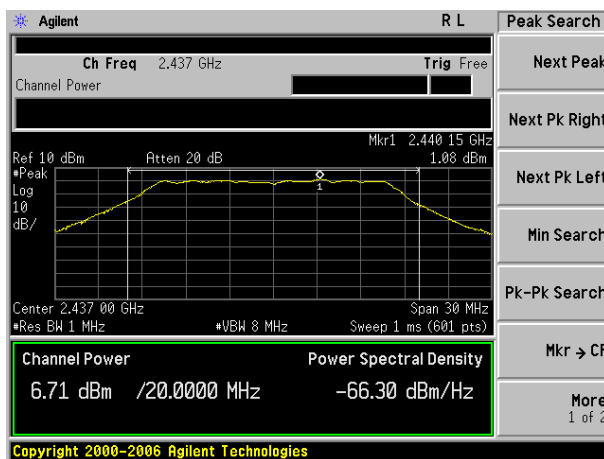 Agilent R L Peak Search
Ch Freq 2.437 GHz Trig Free
Channel Power
Next Peak
Next Pk Right
Mkr1 2.440 15 GHz
Ref 10 dBm Atten 20 dB 1.08 dBm
#Peak
Log
10
dB/
1
Next Pk Left
Min Search
Pk-Pk Search
Center 2.437 00 GHz Span 30 MHz
#Res BW 1 MHz #VBW 8 MHz Sweep 1 ms (601 pts)
Mkr → CF
Channel Power Power Spectral Density
6.71 dBm /20.0000 MHz -66.30 dBm/Hz
More
1 of 2
Copyright 2000-2006 Agilent Technologies